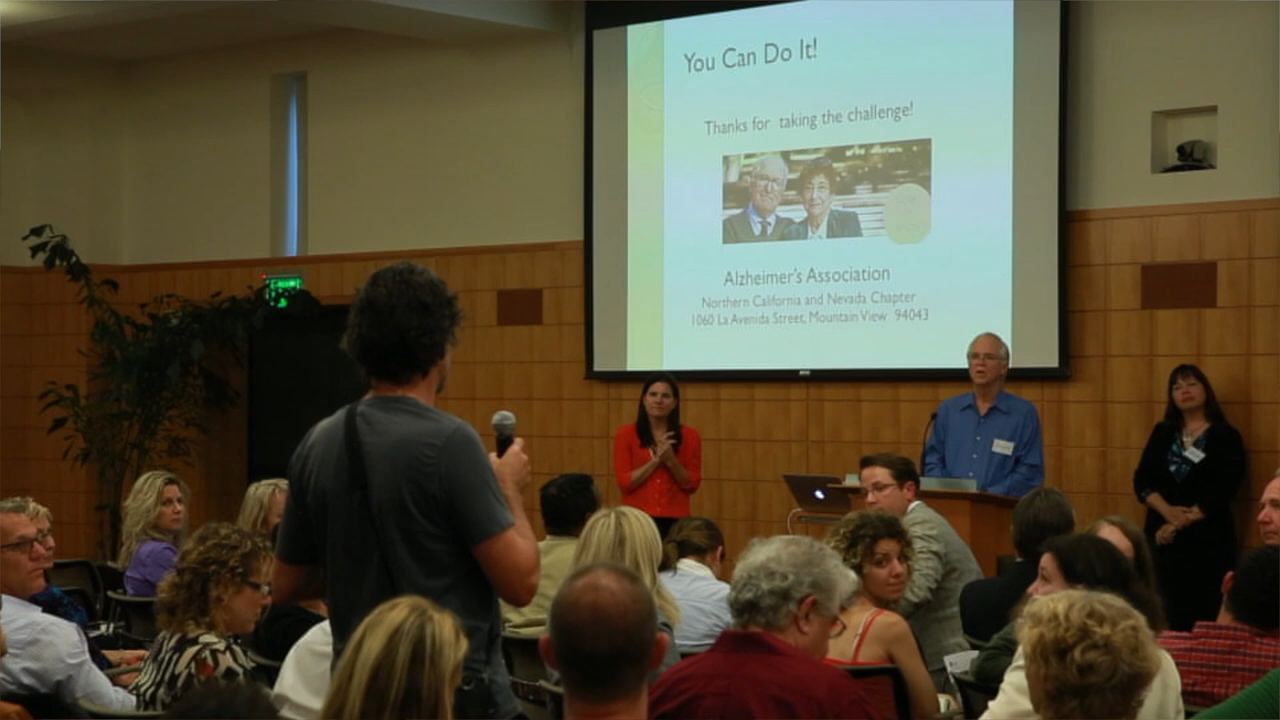 You Can Do It!
Thanks for taking the challenge!
Alzheimer's Association
Northern California and Nevada Chapter
1060 La Avenida Street, Mountain View 94043